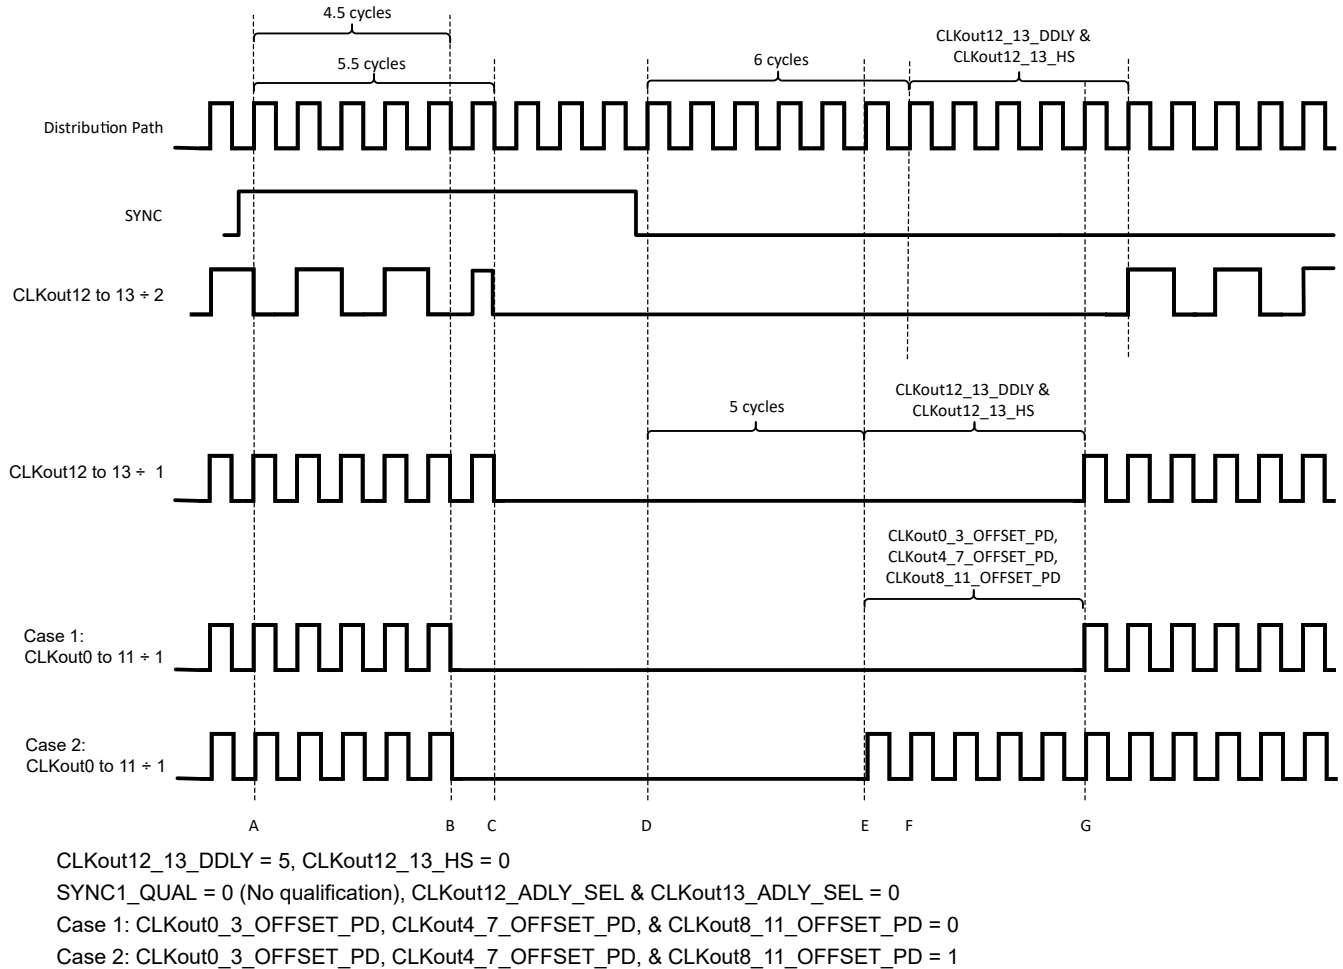 4.5 cycles
5.5 cycles
6 cycles
CLKout12_13_DDLY &
CLKout12_13_HS
Distribution Path
SYNC
CLKout12 to 13 ÷ 2
CLKout12_13_DDLY &
CLKout12_13_HS
5 cycles
CLKout12 to 13 ÷ 1
CLKout0_3_OFFSET_PD,
CLKout4_7_OFFSET_PD,
CLKout8_11_OFFSET_PD
Case 1:
CLKout0 to 11 ÷ 1
Case 2:
CLKout0 to 11 ÷ 1
A B C D E F G
CLKout12_13_DDLY = 5, CLKout12_13_HS = 0
SYNC1_QUAL = 0 (No qualification), CLKout12_ADLY_SEL & CLKout13_ADLY_SEL = 0
Case 1: CLKout0_3_OFFSET_PD, CLKout4_7_OFFSET_PD, & CLKout8_11_OFFSET_PD = 0
Case 2: CLKout0_3_OFFSET_PD, CLKout4_7_OFFSET_PD, & CLKout8_11_OFFSET_PD = 1